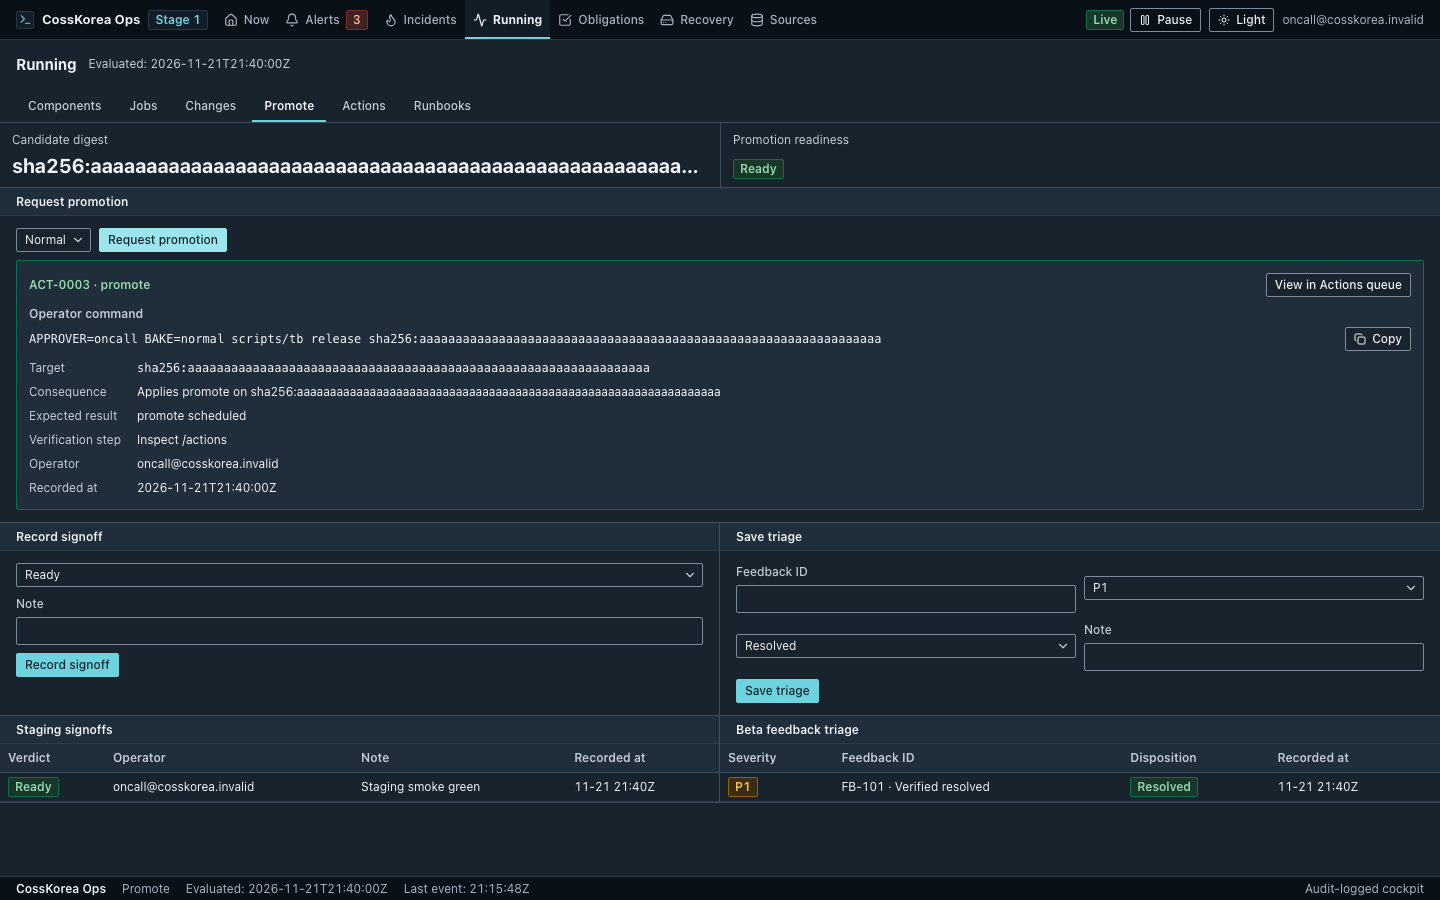 CossKorea Ops
Stage 1
Now
Alerts 3
Incidents
Running
Obligations
Recovery
Sources
Live
Pause
Light
oncall@cosskorea.invalid
Running
Evaluated: 2026-11-21T21:40:00Z
Components
Jobs
Changes
Promote
Actions
Runbooks
Candidate digest
sha256:aaaaaaaaaaaaaaaaaaaaaaaaaaaaaaaaaaaaaaaaaaaaaaaaaaaaa...
Promotion readiness
Ready
Request promotion
Normal
Request promotion
ACT-0003 · promote
View in Actions queue
Operator command
APPROVER=oncall BAKE=normal scripts/tb release sha256:aaaaaaaaaaaaaaaaaaaaaaaaaaaaaaaaaaaaaaaaaaaaaaaaaaaaaaaaaaaaaaaa
Copy
Target sha256:aaaaaaaaaaaaaaaaaaaaaaaaaaaaaaaaaaaaaaaaaaaaaaaaaaaaaaaaaaaaaaaa
Consequence Applies promote on sha256:aaaaaaaaaaaaaaaaaaaaaaaaaaaaaaaaaaaaaaaaaaaaaaaaaaaaaaaaaaaaaaaa
Expected result promote scheduled
Verification step Inspect /actions
Operator oncall@cosskorea.invalid
Recorded at 2026-11-21T21:40:00Z
Record signoff
Ready
Note
Record signoff
Save triage
Feedback ID
P1
Resolved
Note
Save triage
Staging signoffs
Verdict Operator Note Recorded at
Ready oncall@cosskorea.invalid Staging smoke green 11-21 21:40Z
Beta feedback triage
Severity Feedback ID Disposition Recorded at
P1 FB-101 · Verified resolved Resolved 11-21 21:40Z
CossKorea Ops
Promote
Evaluated: 2026-11-21T21:40:00Z
Last event: 21:15:48Z
Audit-logged cockpit